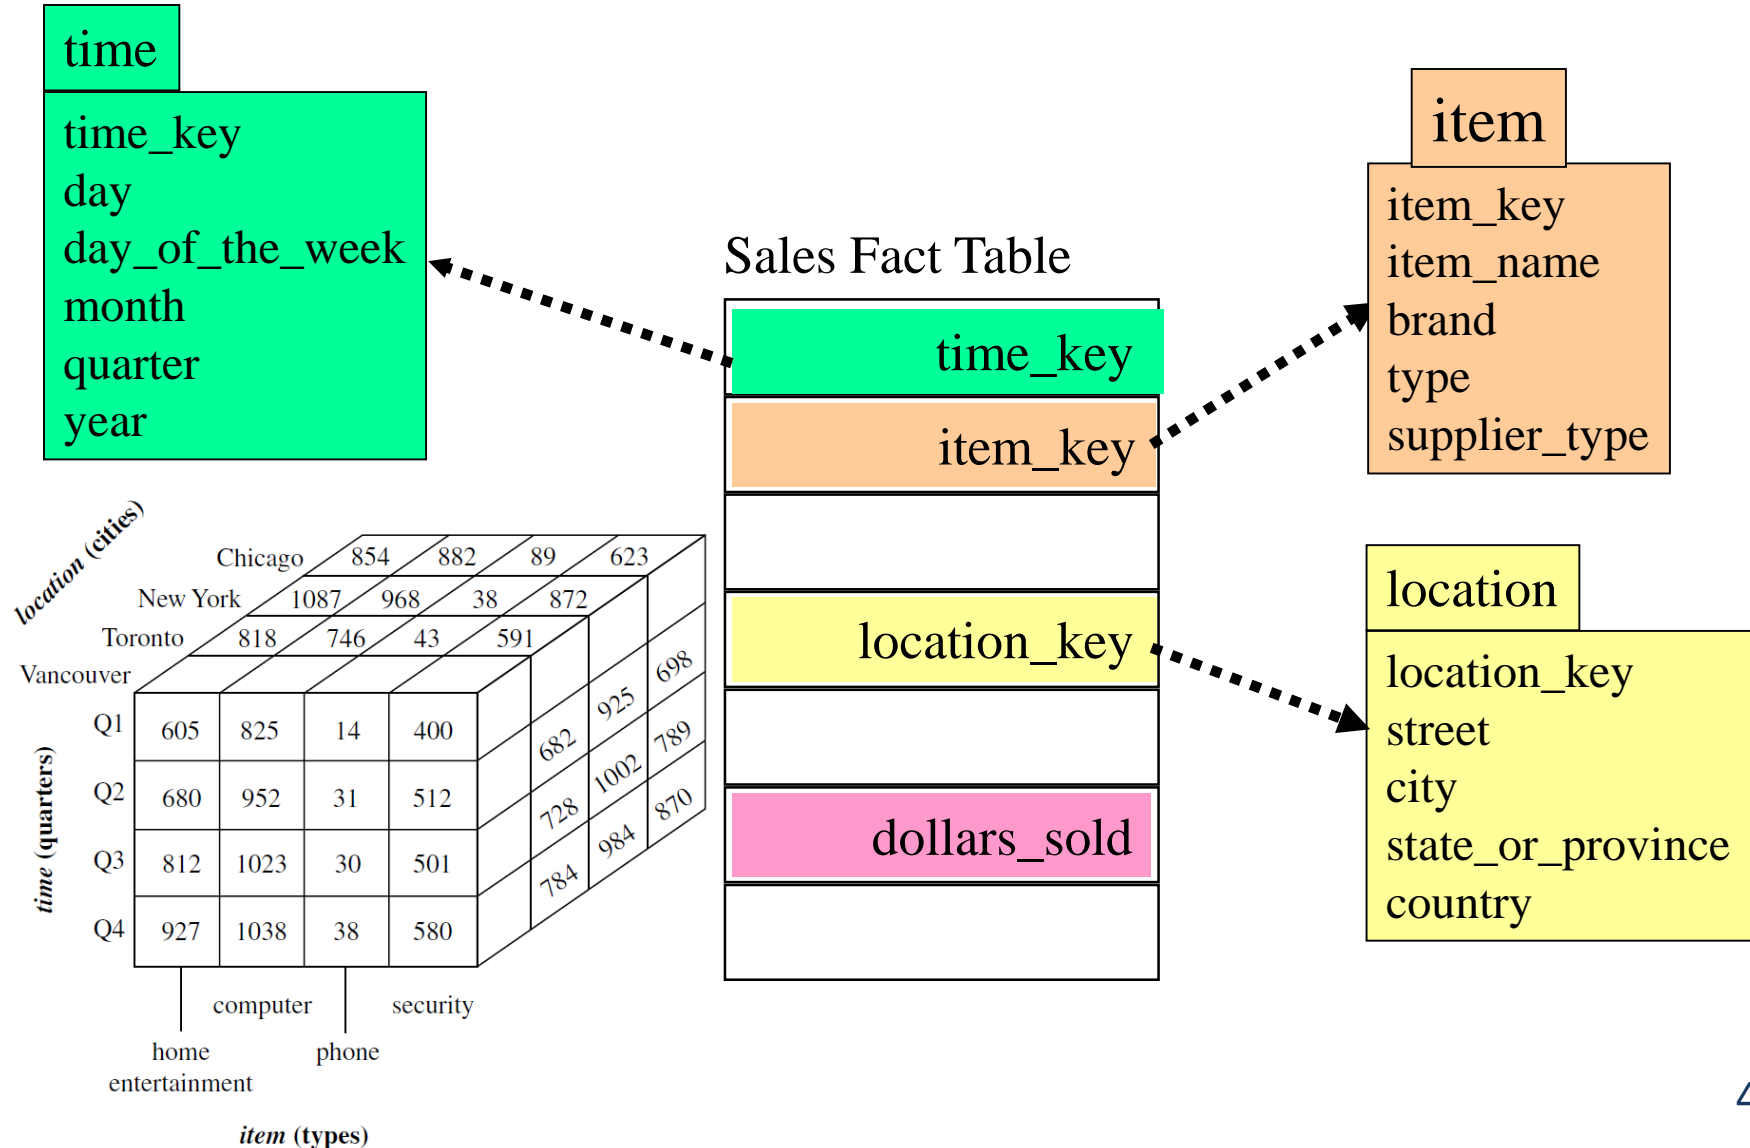 time
time_key
day
day_of_the_week
month
quarter
year
item
item_key
item_name
brand
type
supplier_type
Sales Fact Table
time_key
item_key
location_key
dollars_sold
location
location_key
street
city
state_or_province
country
location (cities)
Chicago 854 882 89 623
New York 1087 968 38 872
Toronto 818 746 43 591
Vancouver
Q1 605 825 14 400
Q2 680 952 31 512
Q3 812 1023 30 501
Q4 927 1038 38 580
682 925 698
728 1002 789
784 984 870
time (quarters)
computer security
home phone
entertainment
item (types)